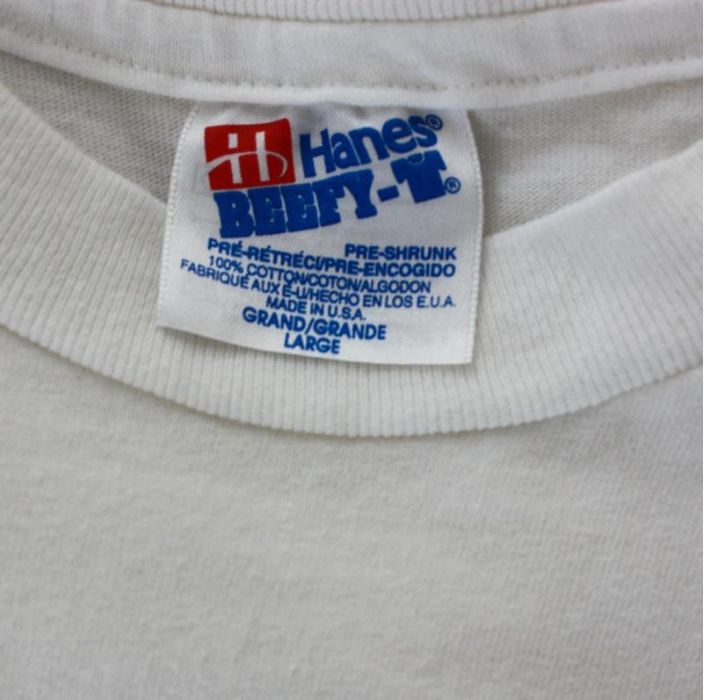 Hanes®
BEEFY-T®
PRÉ-RÉTRÉCI/PRE-SHRUNK
PRE-ENCOGIDO
100% COTTON/COTON/ALGODON
FABRIQUÉ AUX É-U/HECHO EN LOS E.U.A.
MADE IN U.S.A.
GRAND/GRANDE
LARGE